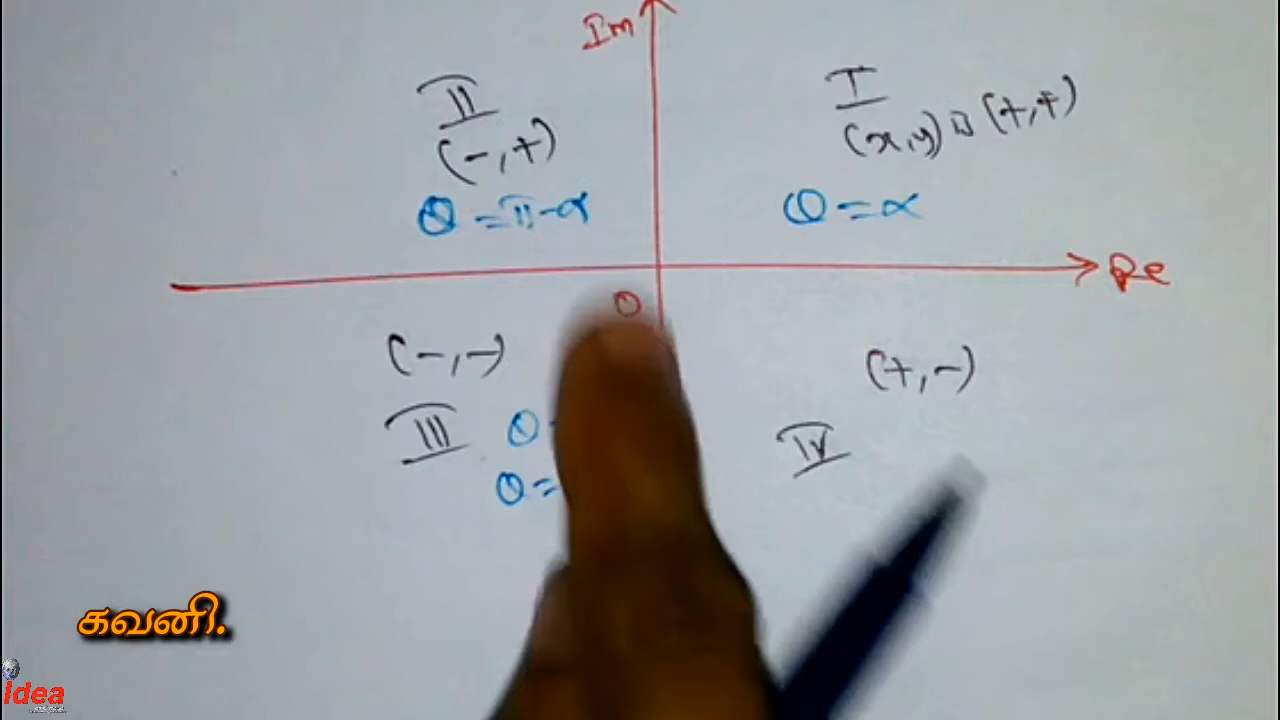 Im
II
(-,+)
θ = π-α
I
(x,y) is (+,+)
θ = α
Re
O
(-,-)
III
θ
θ =
(+,-)
IV
கவனி.
Idea